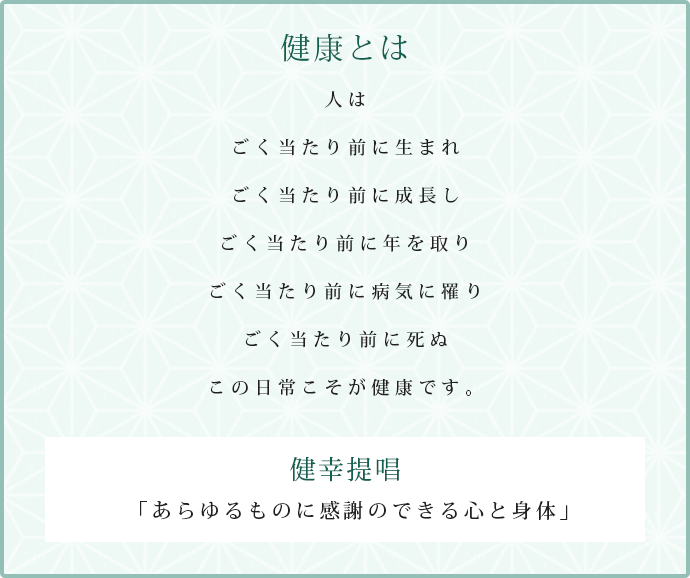 健康とは
人は
ごく当たり前に生まれ
ごく当たり前に成長し
ごく当たり前に年を取り
ごく当たり前に病気に罹り
ごく当たり前に死ぬ
この日常こそが健康です。
健幸提唱
「あらゆるものに感謝のできる心と身体」